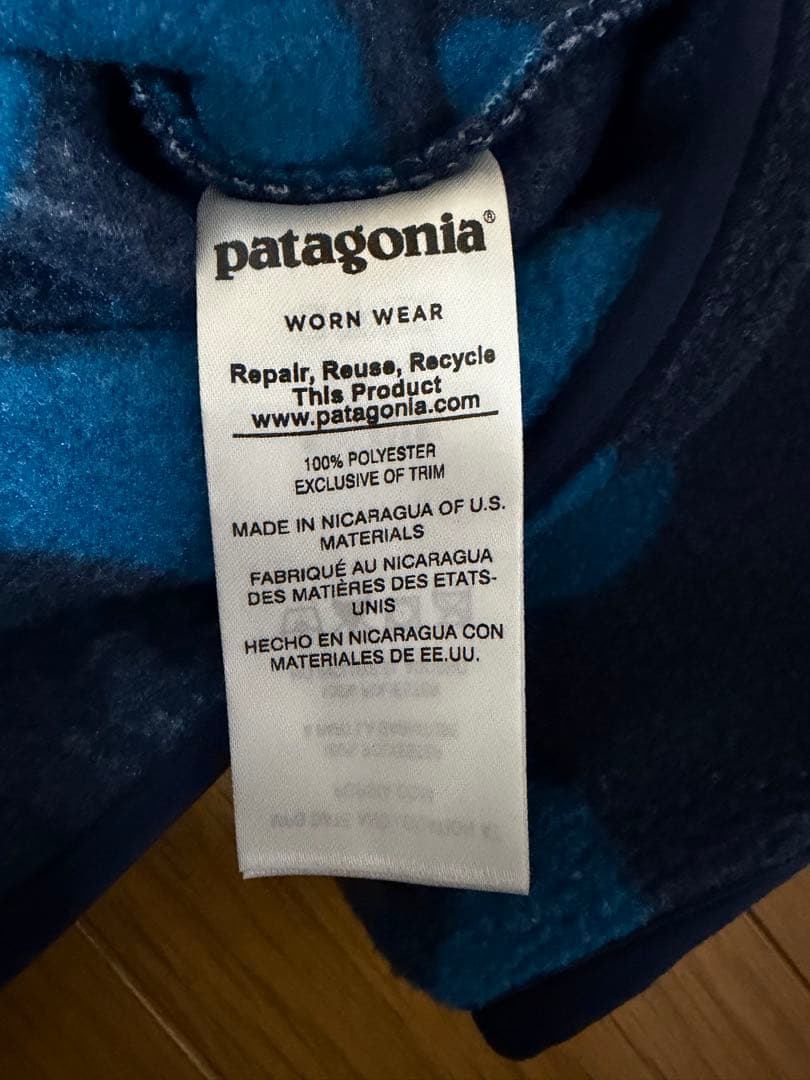 patagonia®
WORN WEAR
Repair, Reuse, Recycle
This Product
www.patagonia.com
100% POLYESTER
EXCLUSIVE OF TRIM
MADE IN NICARAGUA OF U.S.
MATERIALS
FABRIQUÉ AU NICARAGUA
DES MATIÈRES DES ETATS-
UNIS
HECHO EN NICARAGUA CON
MATERIALES DE EE.UU.